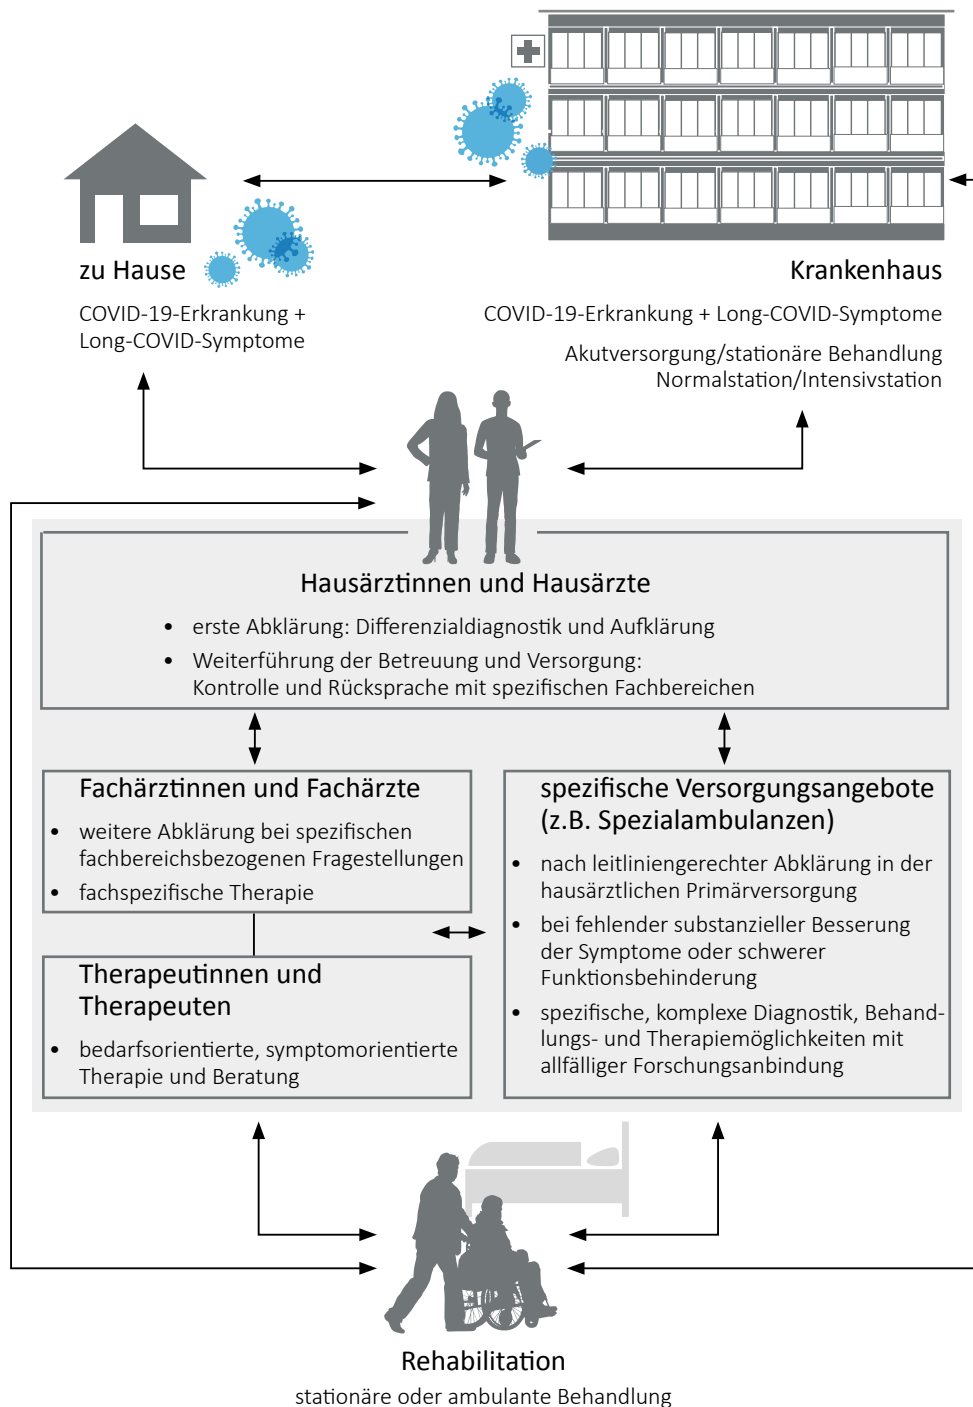 zu Hause
COVID-19-Erkrankung +
Long-COVID-Symptome
Krankenhaus
COVID-19-Erkrankung + Long-COVID-Symptome
Akutversorgung/stationäre Behandlung
Normalstation/Intensivstation
Hausärztinnen und Hausärzte
• erste Abklärung: Differenzialdiagnostik und Aufklärung
• Weiterführung der Betreuung und Versorgung:
Kontrolle und Rücksprache mit spezifischen Fachbereichen
Fachärztinnen und Fachärzte
• weitere Abklärung bei spezifischen
fachbereichsbezogenen Fragestellungen
• fachspezifische Therapie
Therapeutinnen und
Therapeuten
• bedarfsorientierte, symptomorientierte
Therapie und Beratung
spezifische Versorgungsangebote
(z.B. Spezialambulanzen)
• nach leitliniengerechter Abklärung in der
hausärztlichen Primärversorgung
• bei fehlender substanzieller Besserung
der Symptome oder schwerer
Funktionsbehinderung
• spezifische, komplexe Diagnostik, Behand-
lungs- und Therapiemöglichkeiten mit
allfälliger Forschungsanbindung
Rehabilitation
stationäre oder ambulante Behandlung